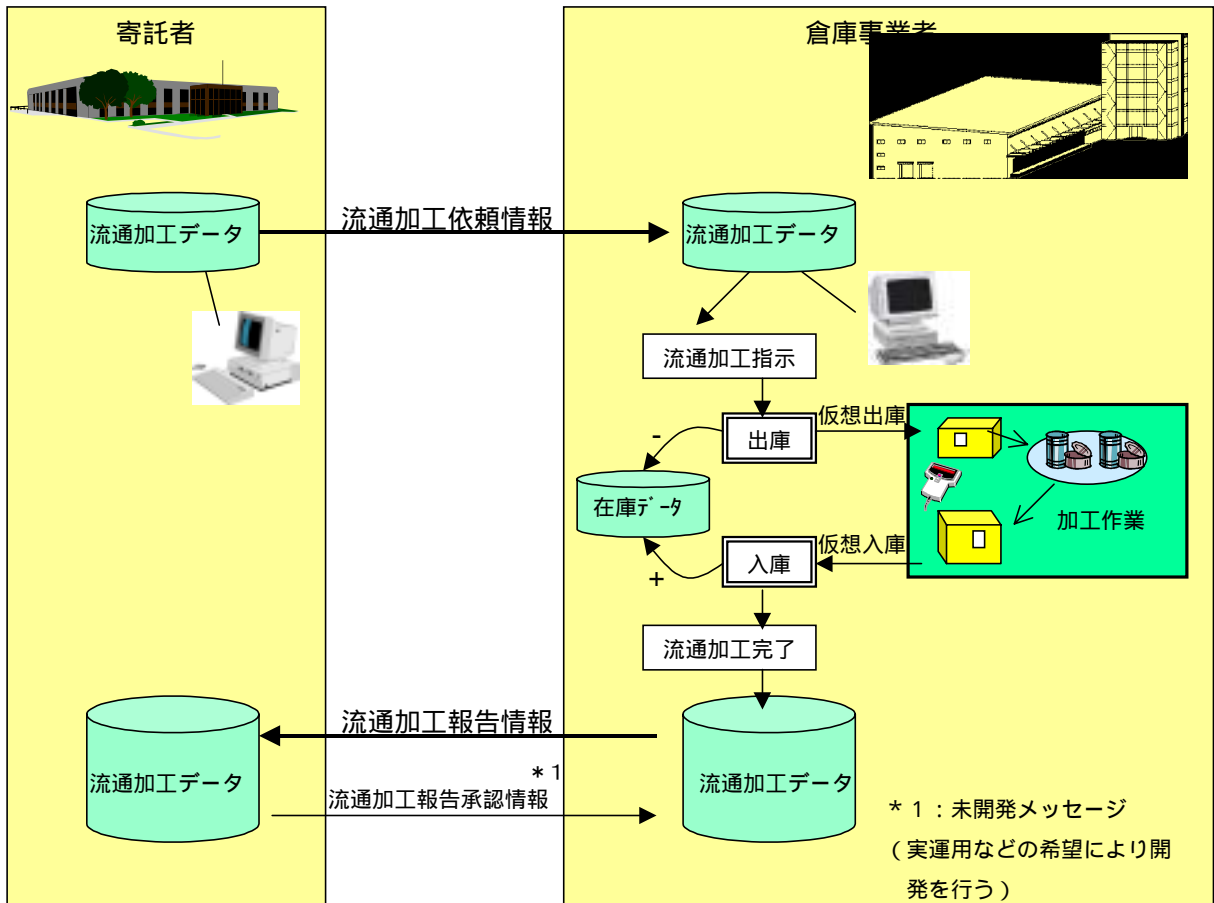 寄託者
倉庫事業者
流通加工データ
流通加工依頼情報
流通加工データ
流通加工指示
出庫
仮想出庫
-
在庫ﾃﾞｰﾀ
加工作業
入庫
仮想入庫
+
流通加工完了
流通加工報告情報
流通加工データ
*1
流通加工報告承認情報
流通加工データ
*1:未開発メッセージ
(実運用などの希望により開
発を行う)